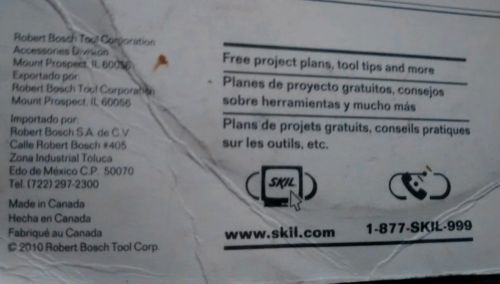 Robert Bosch Tool Corporation
Accessories Division
Mount Prospect, IL 60056
Exportado por:
Robert Bosch Tool Corporation
Mount Prospect, IL 60056
Importado por:
Robert Bosch S.A. de C.V.
Calle Robert Bosch #405
Zona Industrial Toluca
Edo de México C.P. 50070
Tel. (722) 297-2300
Made in Canada
Hecho en Canada
Fabriqué au Canada
© 2010 Robert Bosch Tool Corp.
Free project plans, tool tips and more
Planes de proyecto gratuitos, consejos
sobre herramientas y mucho más
Plans de projets gratuits, conseils pratiques
sur les outils, etc.
SKIL
www.skil.com
1-877-SKIL-999